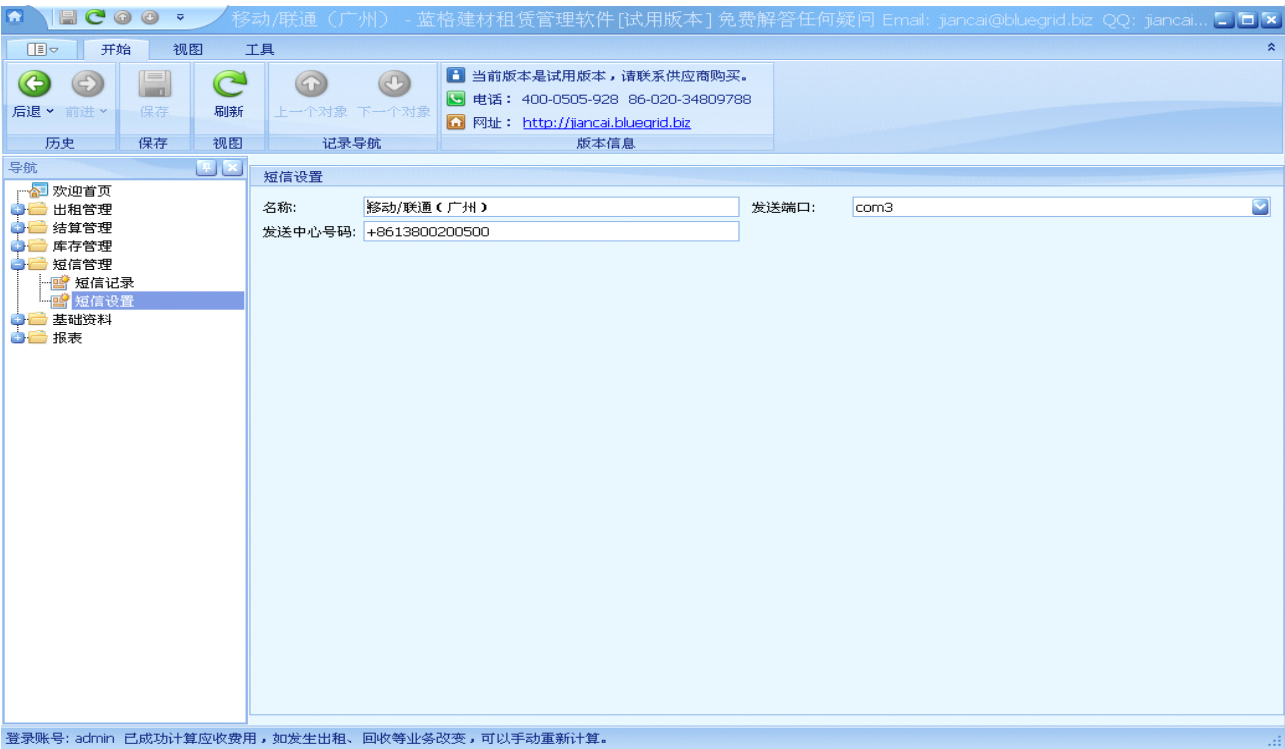 移动/联通（广州） - 蓝格建材租赁管理软件[试用版本] 免费解答任何疑问 Email: jiancai@bluegrid.biz QQ: jiancai...
开始 视图 工具
后退 前进 保存 刷新 上一个对象 下一个对象
当前版本是试用版本，请联系供应商购买。
电话： 400-0505-928 86-020-34809788
网址： http://jiancai.bluegrid.biz
历史 保存 视图 记录导航 版本信息
导航
欢迎首页
出租管理
结算管理
库存管理
短信管理
短信记录
短信设置
基础资料
报表
短信设置
名称: 移动/联通（广州） 发送端口: com3
发送中心号码: +8613800200500
登录账号: admin 已成功计算应收费用，如发生出租、回收等业务改变，可以手动重新计算。